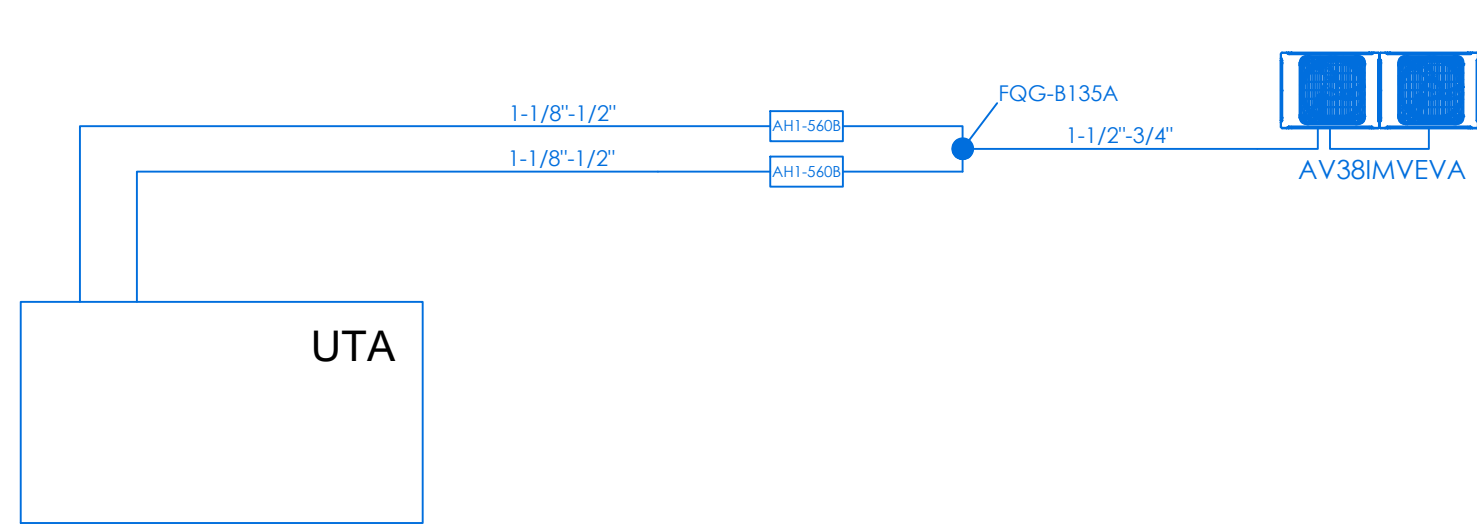 1-1/8"-1/2"
AH1-560B
FQG-B135A
1-1/2"-3/4"
1-1/8"-1/2"
AH1-560B
AV38IMVEVA
UTA